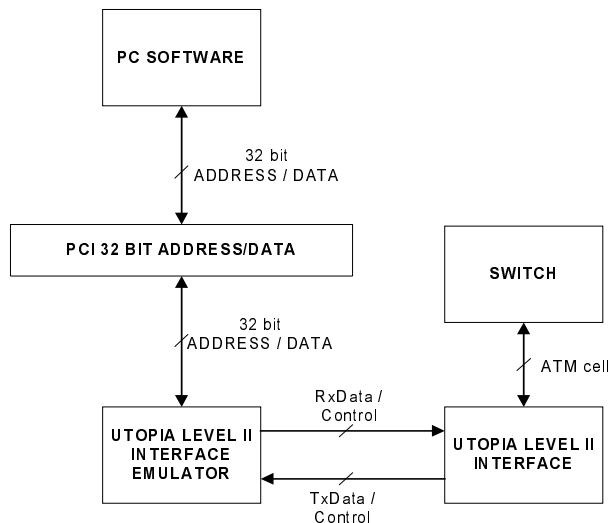 PC SOFTWARE
32 bit
ADDRESS / DATA
PCI 32 BIT ADDRESS/DATA
SWITCH
32 bit
ADDRESS / DATA
ATM cell
RxData /
Control
UTOPIA LEVEL II
INTERFACE
EMULATOR
UTOPIA LEVEL II
INTERFACE
TxData /
Control